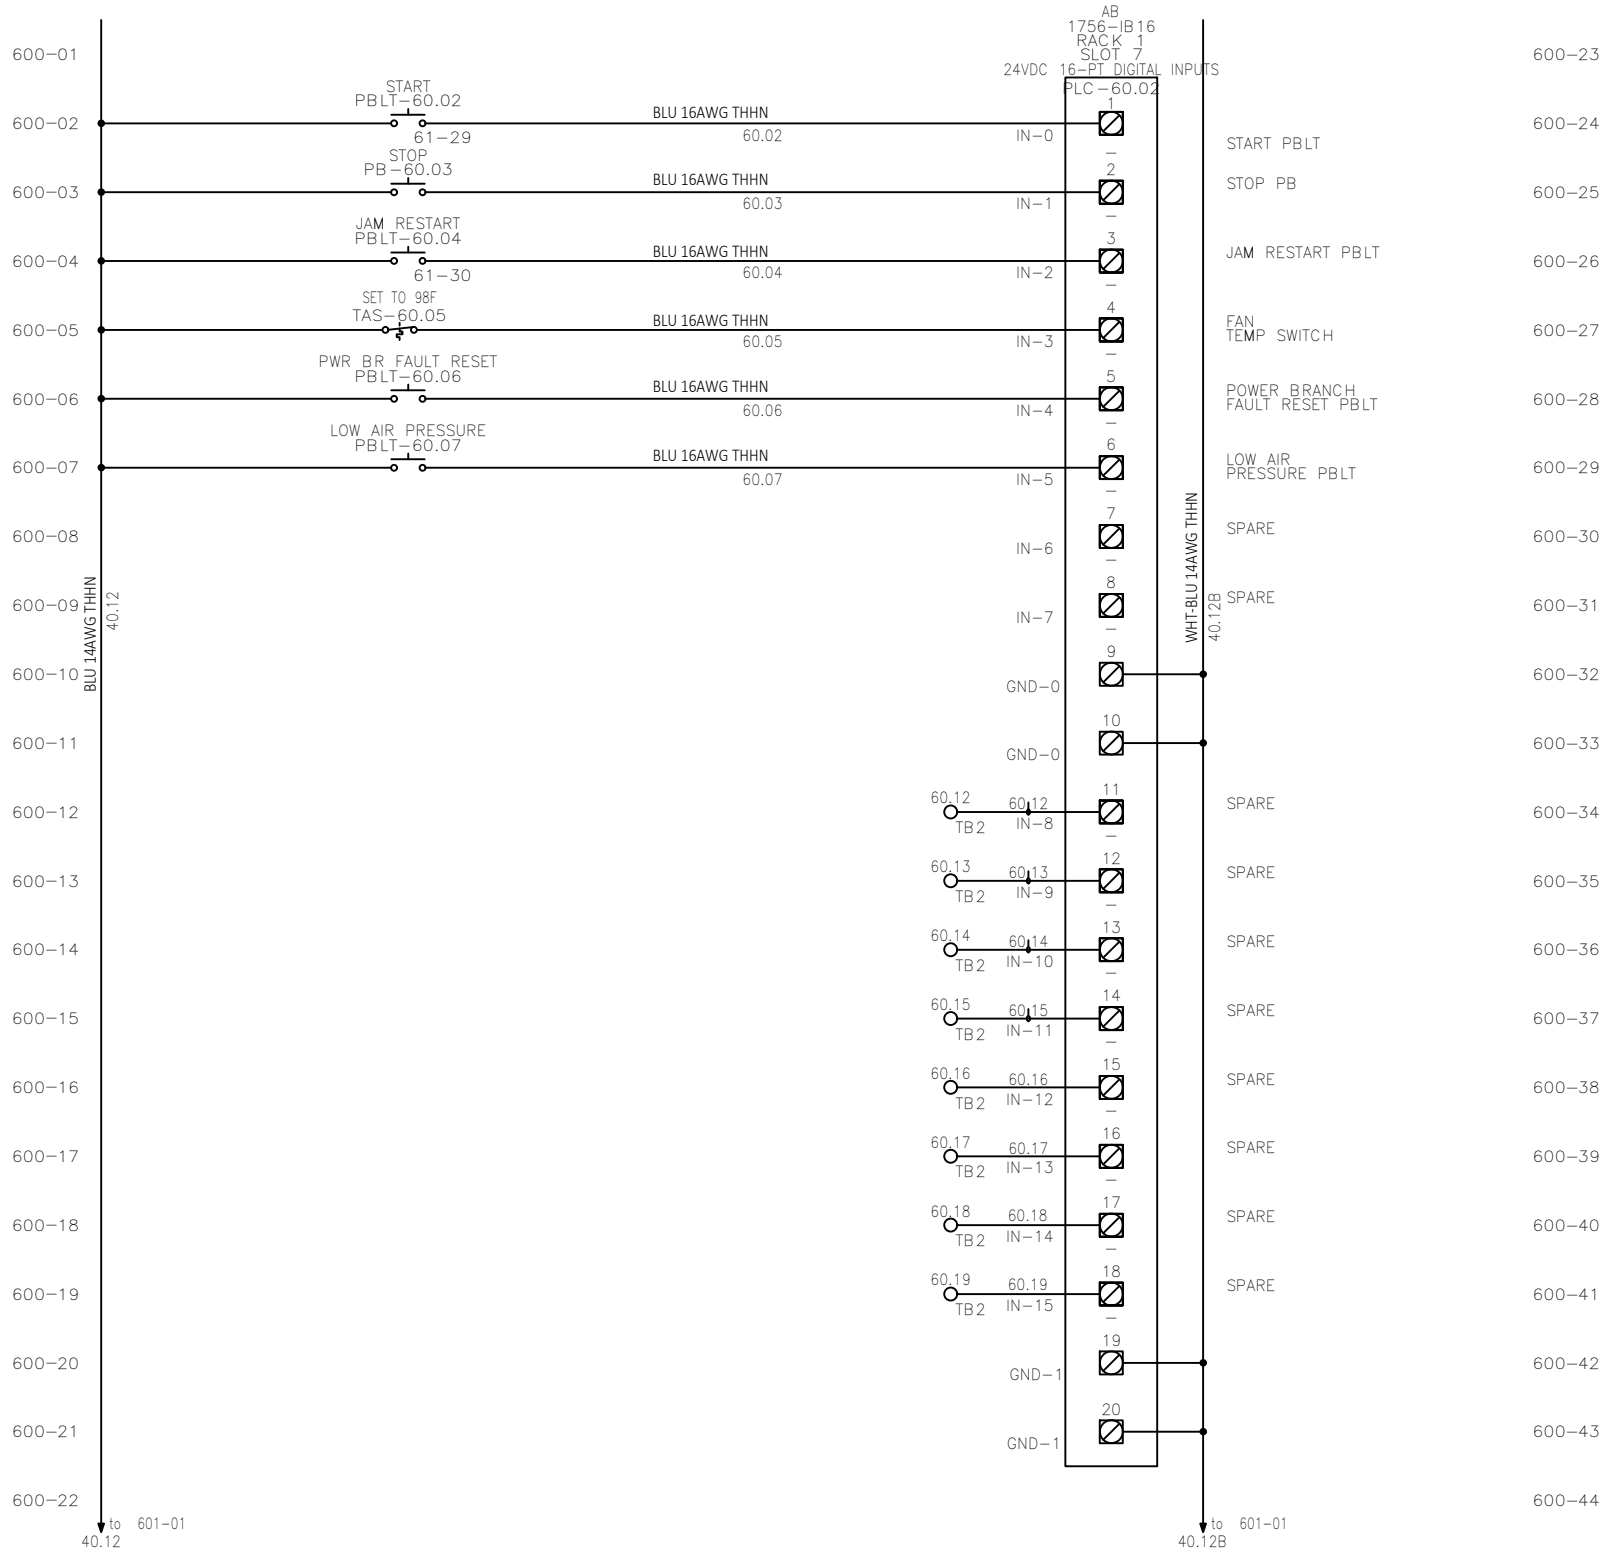 AB
1756-IB16
RACK 1
SLOT 7
24VDC 16-PT DIGITAL INPUTS
PLC-60.02
600-01
600-23
START
PBLT-60.02
61-29
BLU 16AWG THHN
60.02
600-02
IN-0
1
-
START PBLT
600-24
STOP
PB-60.03
BLU 16AWG THHN
60.03
600-03
IN-1
2
-
STOP PB
600-25
JAM RESTART
PBLT-60.04
61-30
BLU 16AWG THHN
60.04
600-04
IN-2
3
-
JAM RESTART PBLT
600-26
SET TO 98F
TAS-60.05
BLU 16AWG THHN
60.05
600-05
IN-3
4
-
FAN
TEMP SWITCH
600-27
PWR BR FAULT RESET
PBLT-60.06
BLU 16AWG THHN
60.06
600-06
IN-4
5
-
POWER BRANCH
FAULT RESET PBLT
600-28
LOW AIR PRESSURE
PBLT-60.07
BLU 16AWG THHN
60.07
600-07
IN-5
6
-
LOW AIR
PRESSURE PBLT
600-29
600-08
IN-6
7
-
SPARE
600-30
BLU 14AWG THHN
40.12
WHT-BLU 14AWG THHN
40.12B
600-09
IN-7
8
-
SPARE
600-31
600-10
GND-0
9
600-32
600-11
GND-0
10
600-33
600-12
60.12
TB2
60.12
IN-8
11
-
SPARE
600-34
600-13
60.13
TB2
60.13
IN-9
12
-
SPARE
600-35
600-14
60.14
TB2
60.14
IN-10
13
-
SPARE
600-36
600-15
60.15
TB2
60.15
IN-11
14
-
SPARE
600-37
600-16
60.16
TB2
60.16
IN-12
15
-
SPARE
600-38
600-17
60.17
TB2
60.17
IN-13
16
-
SPARE
600-39
600-18
60.18
TB2
60.18
IN-14
17
-
SPARE
600-40
600-19
60.19
TB2
60.19
IN-15
18
-
SPARE
600-41
600-20
GND-1
19
600-42
600-21
GND-1
20
600-43
600-22
600-44
to 601-01
40.12
to 601-01
40.12B